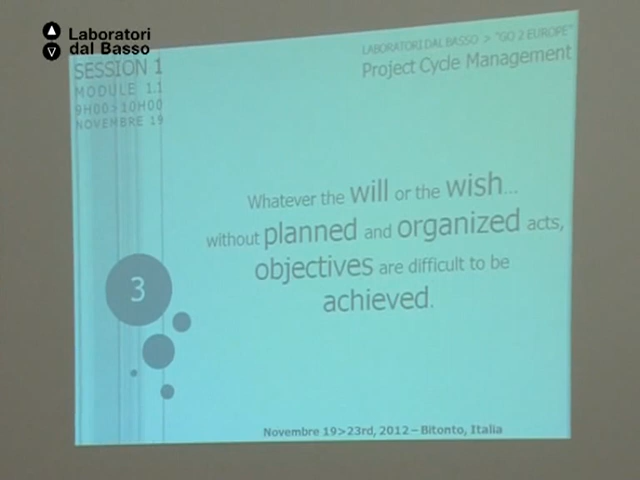 Laboratori
dal Basso
SESSION 1
MODULE 1.1
9H00>10H00
NOVEMBRE 19
LABORATORI DAL BASSO > "GO 2 EUROPE"
Project Cycle Management
Whatever the will or the wish...
without planned and organized acts,
objectives are difficult to be
achieved.
3
Novembre 19>23rd, 2012 – Bitonto, Italia